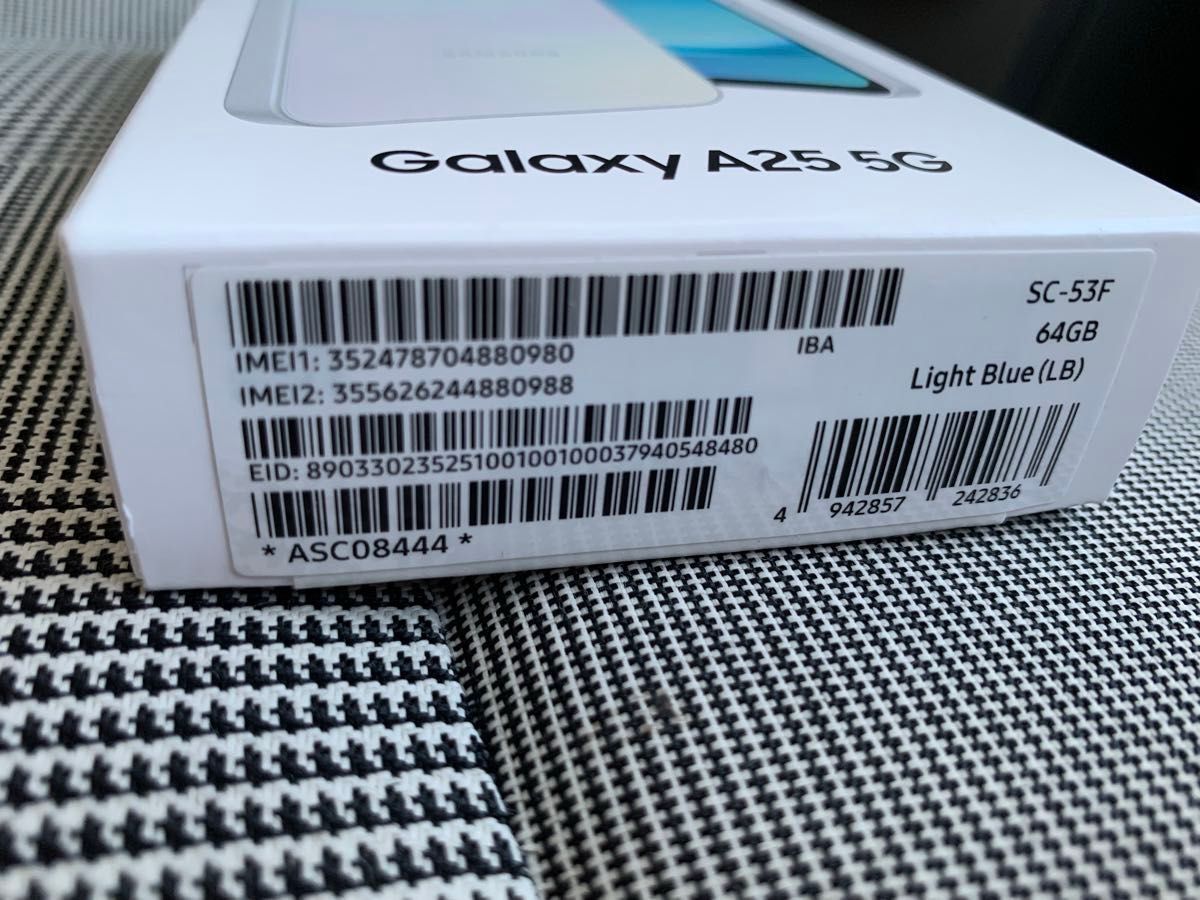 SAMSUNG
Galaxy A25 5G
IMEI1: 352478704880980
IBA
SC-53F
IMEI2: 355626244880988
64GB
Light Blue (LB)
EID: 89033023525100100100037940548480
* ASC08444 *
4 942857 242836